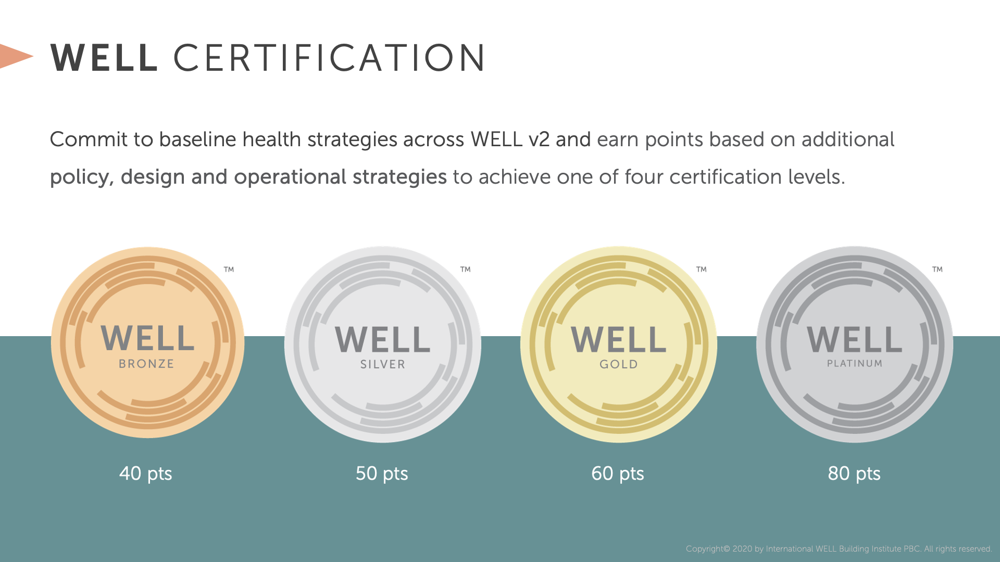 WELL CERTIFICATION
Commit to baseline health strategies across WELL v2 and earn points based on additional
policy, design and operational strategies to achieve one of four certification levels.
TM TM TM TM
WELL WELL WELL WELL
BRONZE SILVER GOLD PLATINUM
40 pts 50 pts 60 pts 80 pts
Copyright© 2020 by International WELL Building Institute PBC. All rights reserved.